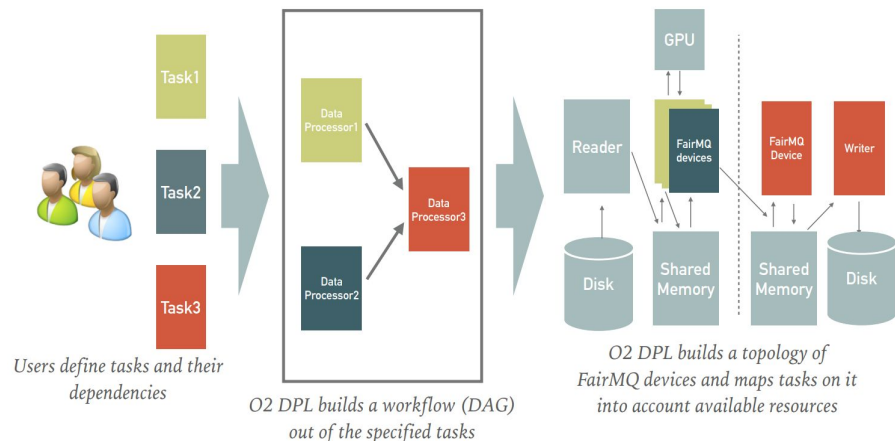 Task1
Task2
Task3
Users define tasks and their
dependencies
Data
Processor1
Data
Processor2
Data
Processor3
O2 DPL builds a workflow (DAG)
out of the specified tasks
GPU
Reader
FairMQ
devices
FairMQ
Device
Writer
Disk
Shared
Memory
Shared
Memory
Disk
O2 DPL builds a topology of
FairMQ devices and maps tasks on it
into account available resources